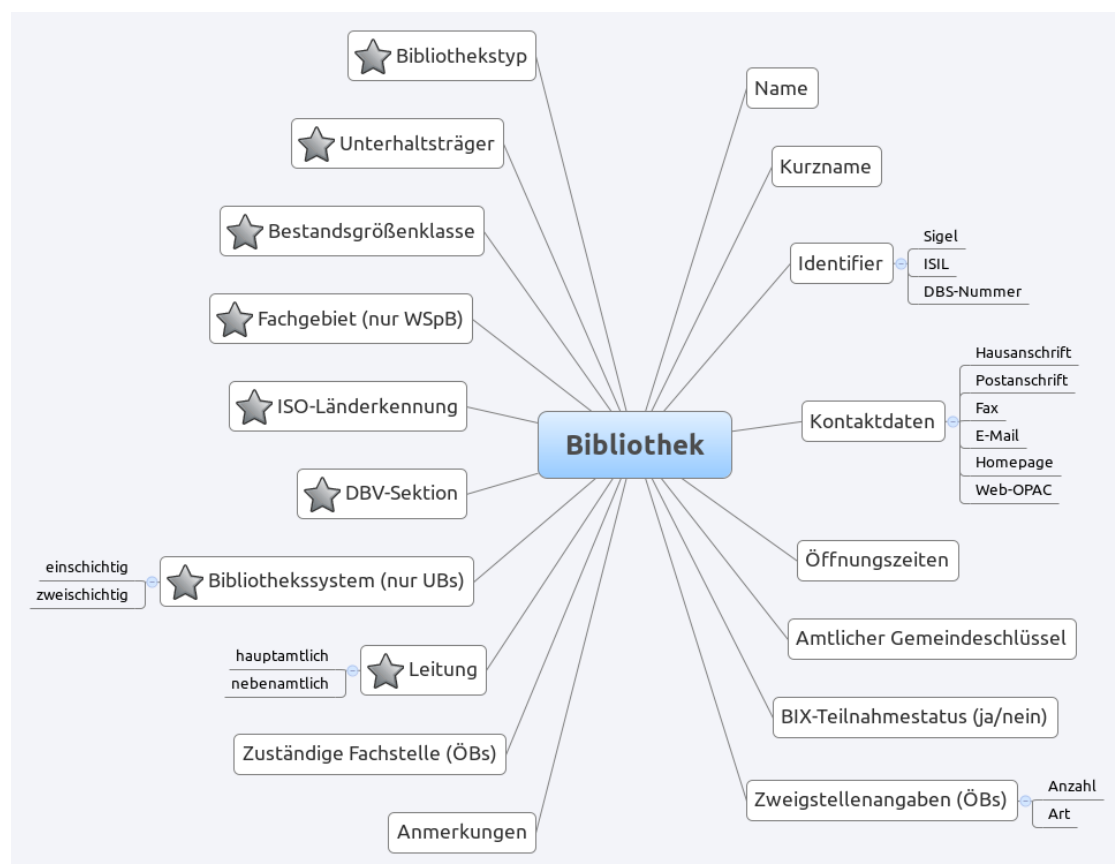 Bibliothek
Name
Kurzname
Identifier
Sigel
ISIL
DBS-Nummer
Kontaktdaten
Hausanschrift
Postanschrift
Fax
E-Mail
Homepage
Web-OPAC
Öffnungszeiten
Amtlicher Gemeindeschlüssel
BIX-Teilnahmestatus (ja/nein)
Zweigstellenangaben (ÖBs)
Anzahl
Art
Bibliothekstyp
Unterhaltsträger
Bestandsgrößenklasse
Fachgebiet (nur WSpB)
ISO-Länderkennung
DBV-Sektion
Bibliothekssystem (nur UBs)
einschichtig
zweischichtig
Leitung
hauptamtlich
nebenamtlich
Zuständige Fachstelle (ÖBs)
Anmerkungen